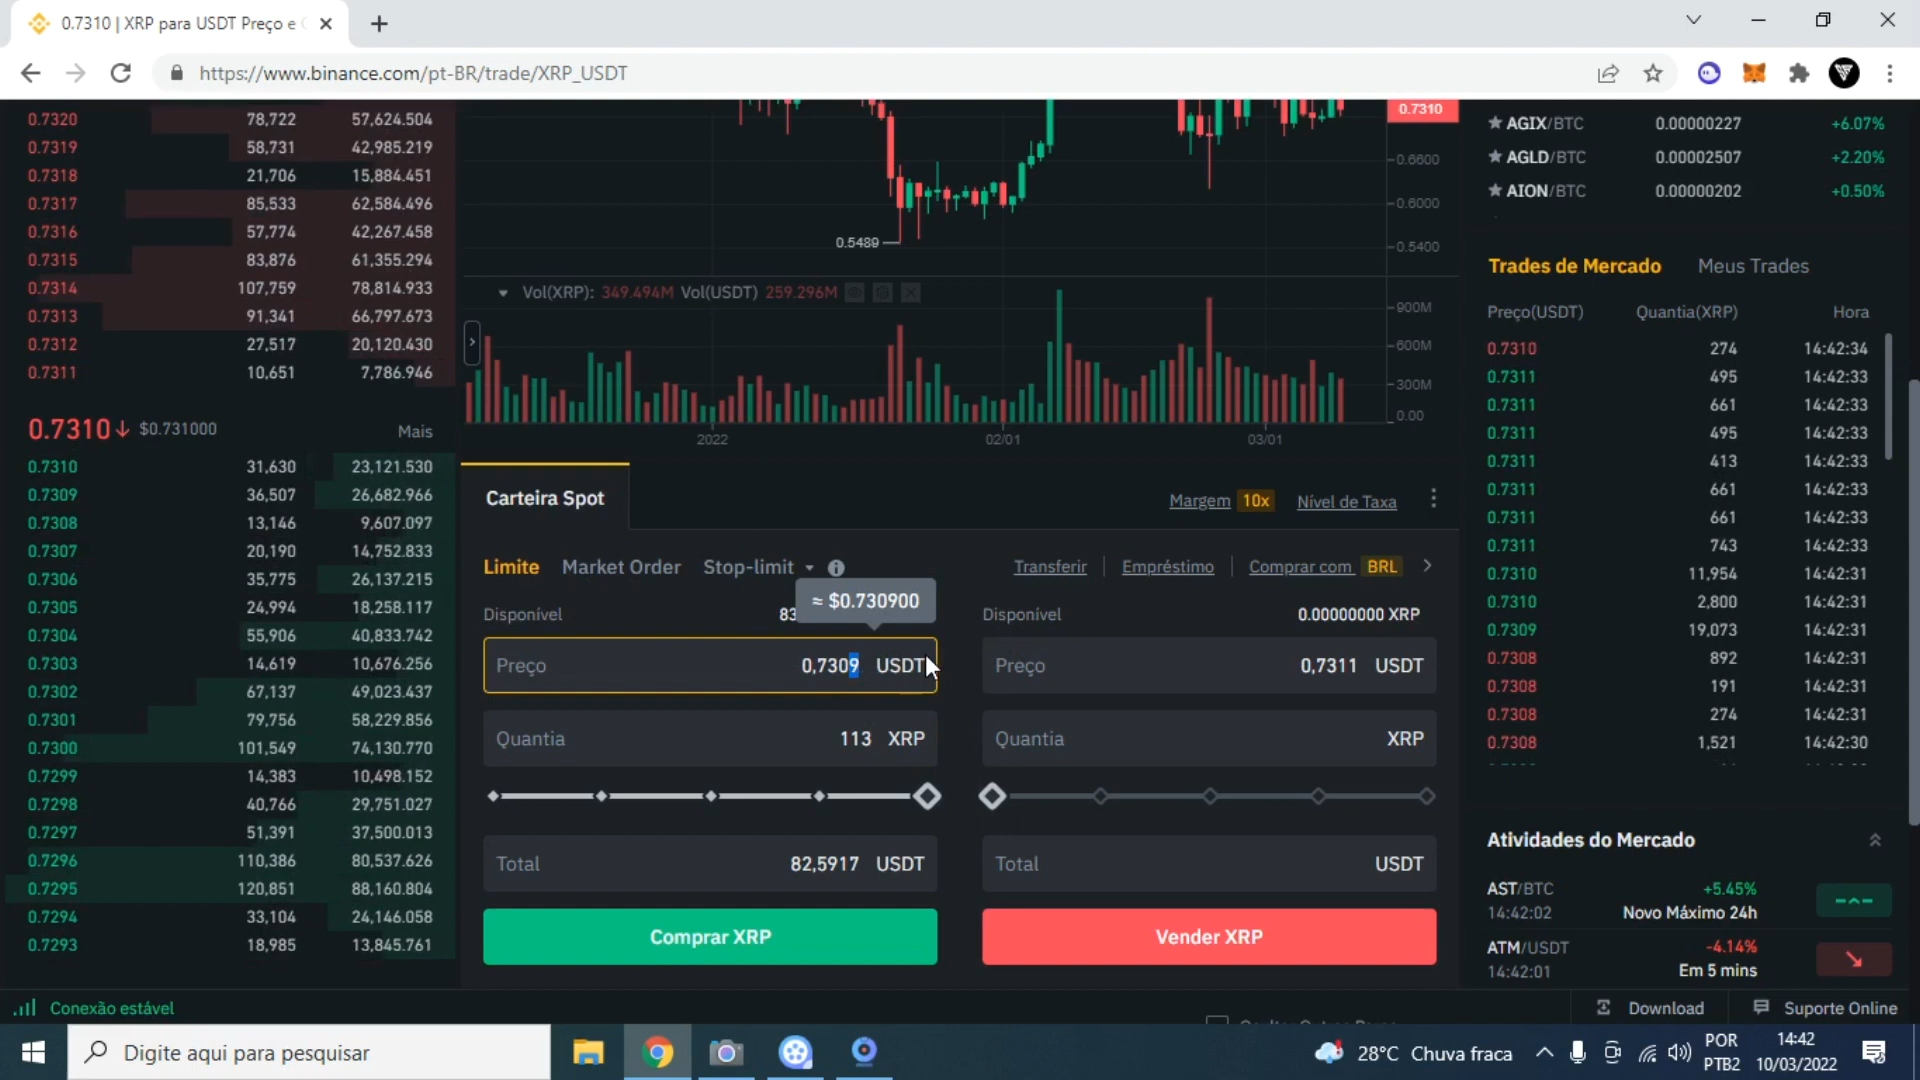 0.7310 | XRP para USDT Preço e
https://www.binance.com/pt-BR/trade/XRP_USDT
0.7320 78,722 57,624.504
0.7319 58,731 42,985.219
0.7318 21,706 15,884.451
0.7317 85,533 62,584.496
0.7316 57,774 42,267.458
0.7315 83,876 61,355.294
0.7314 107,759 78,814.933
0.7313 91,341 66,797.673
0.7312 27,517 20,120.430
0.7311 10,651 7,786.946
0.7310↓ $0.731000 Mais
0.7310 31,630 23,121.530
0.7309 36,507 26,682.966
0.7308 13,146 9,607.097
0.7307 20,190 14,752.833
0.7306 35,775 26,137.215
0.7305 24,994 18,258.117
0.7304 55,906 40,833.742
0.7303 14,619 10,676.256
0.7302 67,137 49,023.437
0.7301 79,756 58,229.856
0.7300 101,549 74,130.770
0.7299 14,383 10,498.152
0.7298 40,766 29,751.027
0.7297 51,391 37,500.013
0.7296 110,386 80,537.626
0.7295 120,851 88,160.804
0.7294 33,104 24,146.058
0.7293 18,985 13,845.761
0.7310
0.6600
0.6000
0.5400
0.5489
Vol(XRP): 349.494M Vol(USDT) 259.296M
900M
600M
300M
0.00
2022 02/01 03/01
Carteira Spot
Margem 10x Nível de Taxa
Limite Market Order Stop-limit
Transferir Empréstimo Comprar com BRL
≈ $0.730900
Disponível 83
Preço 0,7309 USDT
Quantia 113 XRP
Total 82,5917 USDT
Comprar XRP
Disponível 0.00000000 XRP
Preço 0,7311 USDT
Quantia XRP
Total USDT
Vender XRP
AGIX/BTC 0.00000227 +6.07%
AGLD/BTC 0.00002507 +2.20%
AION/BTC 0.00000202 +0.50%
Trades de Mercado Meus Trades
Preço(USDT) Quantia(XRP) Hora
0.7310 274 14:42:34
0.7311 495 14:42:33
0.7311 661 14:42:33
0.7311 495 14:42:33
0.7311 413 14:42:33
0.7311 661 14:42:33
0.7311 661 14:42:33
0.7311 743 14:42:33
0.7310 11,954 14:42:31
0.7310 2,800 14:42:31
0.7309 19,073 14:42:31
0.7308 892 14:42:31
0.7308 191 14:42:31
0.7308 274 14:42:31
0.7308 1,521 14:42:30
Atividades do Mercado
AST/BTC +5.45%
14:42:02 Novo Máximo 24h
ATM/USDT -4.14%
14:42:01 Em 5 mins
Conexão estável
Download Suporte Online
Digite aqui para pesquisar
28°C Chuva fraca
POR
PTB2
14:42
10/03/2022